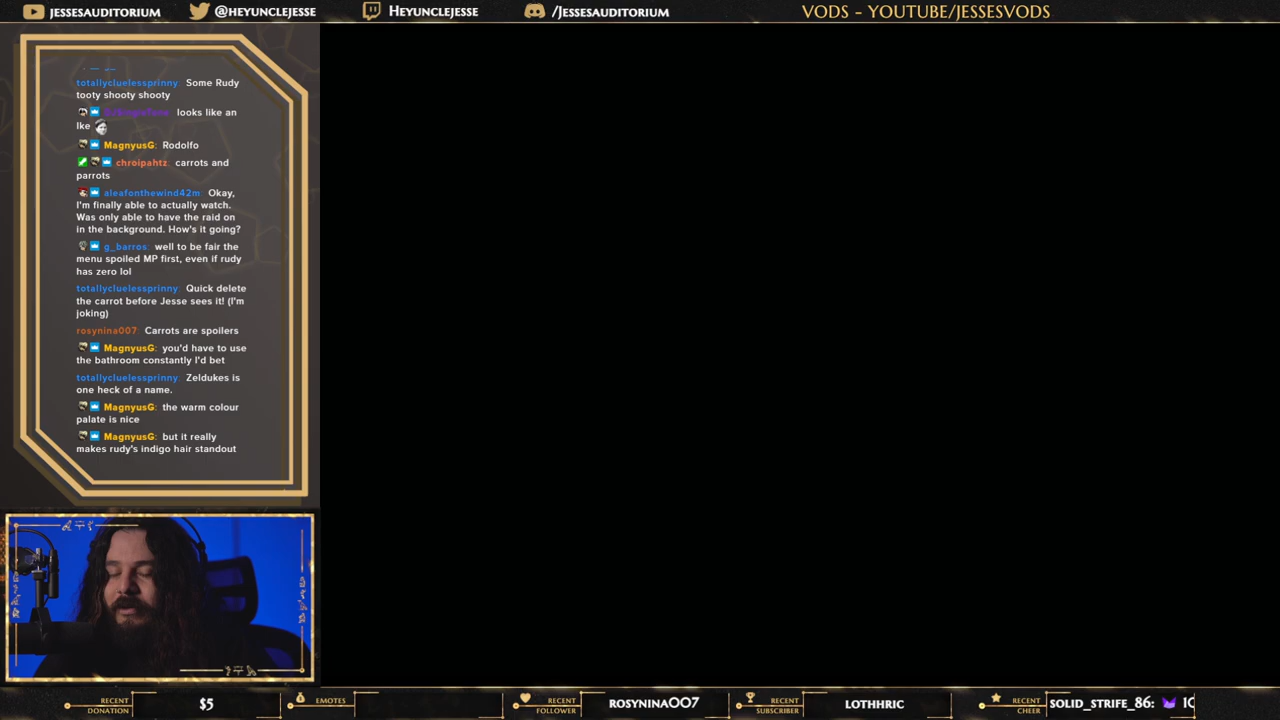 JESSESAUDITORIUM @HEYUNCLEJESSE HEYUNCLEJESSE /JESSESAUDITORIUM VODS - YOUTUBE/JESSESVODS
totallycluelessprinny: Some Rudy
tooty shooty shooty
looks like an
Ike
MagnyusG: Rodolfo
chroipahtz: carrots and
parrots
aleafonthewind42m: Okay,
I'm finally able to actually watch.
Was only able to have the raid on
in the background. How's it going?
g_barros: well to be fair the
menu spoiled MP first, even if rudy
has zero lol
totallycluelessprinny: Quick delete
the carrot before Jesse sees it! (I'm
joking)
rosynina007: Carrots are spoilers
MagnyusG: you'd have to use
the bathroom constantly I'd bet
totallycluelessprinny: Zeldukes is
one heck of a name.
MagnyusG: the warm colour
palate is nice
MagnyusG: but it really
makes rudy's indigo hair standout
RECENT DONATION $5 EMOTES RECENT FOLLOWER ROSYNINA007 RECENT SUBSCRIBER LOTHHRIC RECENT CHEER SOLID_STRIFE_86: